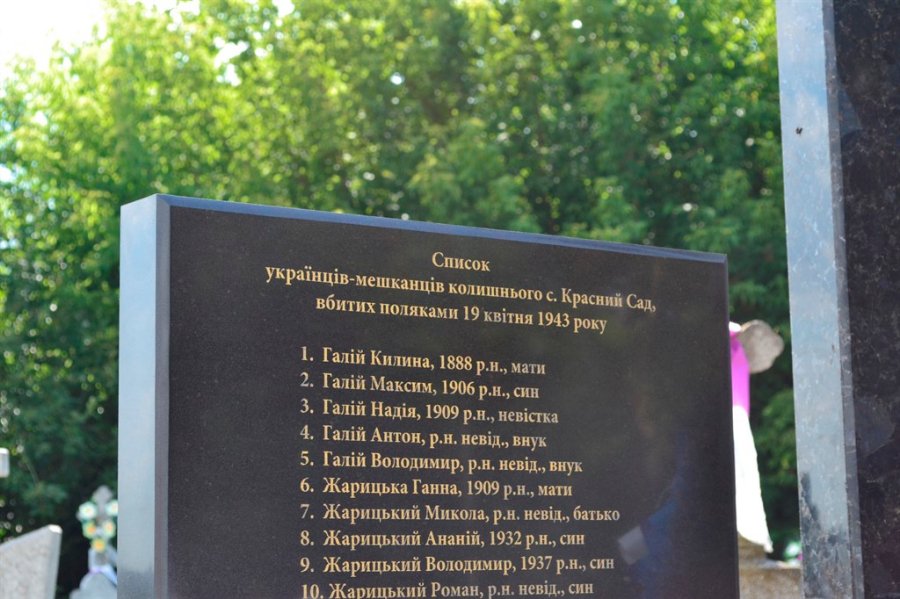 Список
українців-мешканців колишнього с. Красний Сад,
вбитих поляками 19 квітня 1943 року
1. Галій Килина, 1888 р.н., мати
2. Галій Максим, 1906 р.н., син
3. Галій Надія, 1909 р.н., невістка
4. Галій Антон, р.н. невід., внук
5. Галій Володимир, р.н. невід., внук
6. Жарицька Ганна, 1909 р.н., мати
7. Жарицький Микола, р.н. невід., батько
8. Жарицький Ананій, 1932 р.н., син
9. Жарицький Володимир, 1937 р.н., син
10. Жарицький Роман, р.н. невід., син